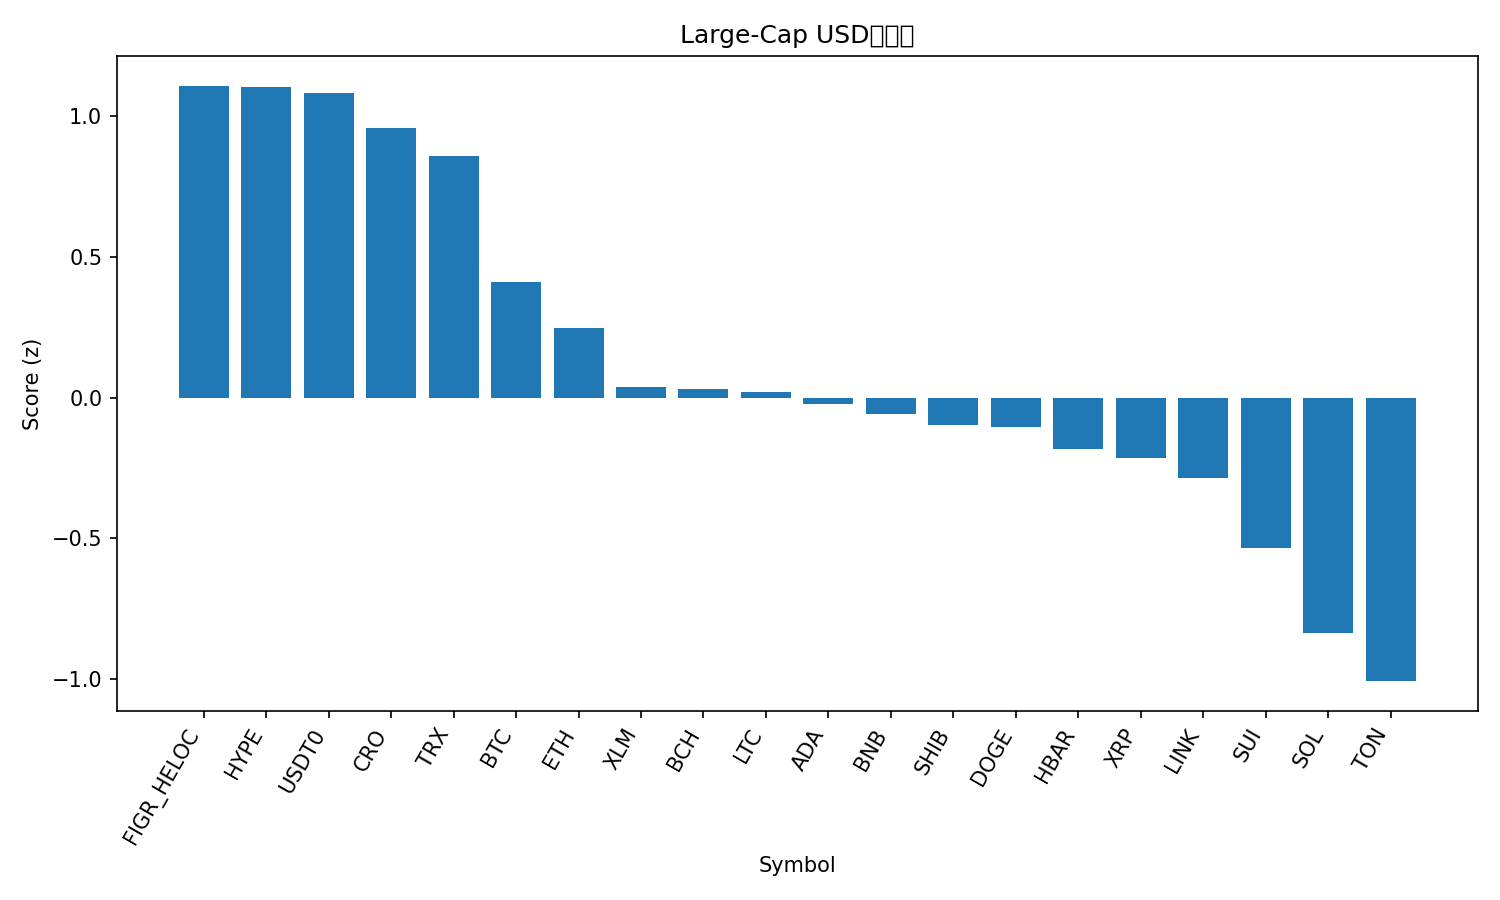 Large-Cap USD
Score (z)
1.0
0.5
0.0
−0.5
−1.0
FIGR_HELOC
HYPE
USDT0
CRO
TRX
BTC
ETH
XLM
BCH
LTC
ADA
BNB
SHIB
DOGE
HBAR
XRP
LINK
SUI
SOL
TON
Symbol